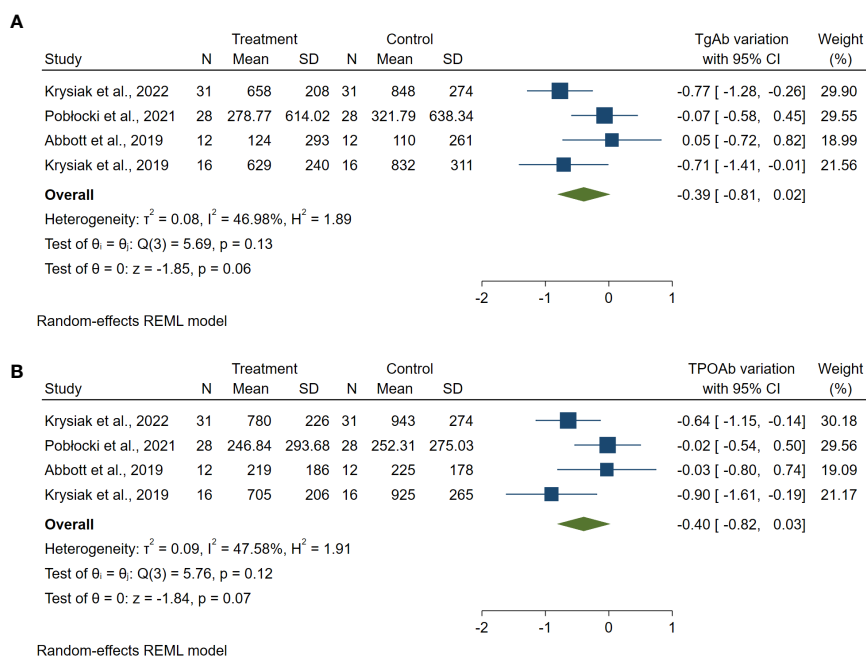 A
Treatment Control TgAb variation Weight
Study N Mean SD N Mean SD with 95% CI (%)
Krysiak et al., 2022 31 658 208 31 848 274 -0.77 [ -1.28, -0.26] 29.90
Pobłocki et al., 2021 28 278.77 614.02 28 321.79 638.34 -0.07 [ -0.58, 0.45] 29.55
Abbott et al., 2019 12 124 293 12 110 261 0.05 [ -0.72, 0.82] 18.99
Krysiak et al., 2019 16 629 240 16 832 311 -0.71 [ -1.41, -0.01] 21.56
Overall -0.39 [ -0.81, 0.02]
Heterogeneity: τ² = 0.08, I² = 46.98%, H² = 1.89
Test of θᵢ = θⱼ: Q(3) = 5.69, p = 0.13
Test of θ = 0: z = -1.85, p = 0.06
-2 -1 0 1
Random-effects REML model
B
Treatment Control TPOAb variation Weight
Study N Mean SD N Mean SD with 95% CI (%)
Krysiak et al., 2022 31 780 226 31 943 274 -0.64 [ -1.15, -0.14] 30.18
Pobłocki et al., 2021 28 246.84 293.68 28 252.31 275.03 -0.02 [ -0.54, 0.50] 29.56
Abbott et al., 2019 12 219 186 12 225 178 -0.03 [ -0.80, 0.74] 19.09
Krysiak et al., 2019 16 705 206 16 925 265 -0.90 [ -1.61, -0.19] 21.17
Overall -0.40 [ -0.82, 0.03]
Heterogeneity: τ² = 0.09, I² = 47.58%, H² = 1.91
Test of θᵢ = θⱼ: Q(3) = 5.76, p = 0.12
Test of θ = 0: z = -1.84, p = 0.07
-2 -1 0 1
Random-effects REML model